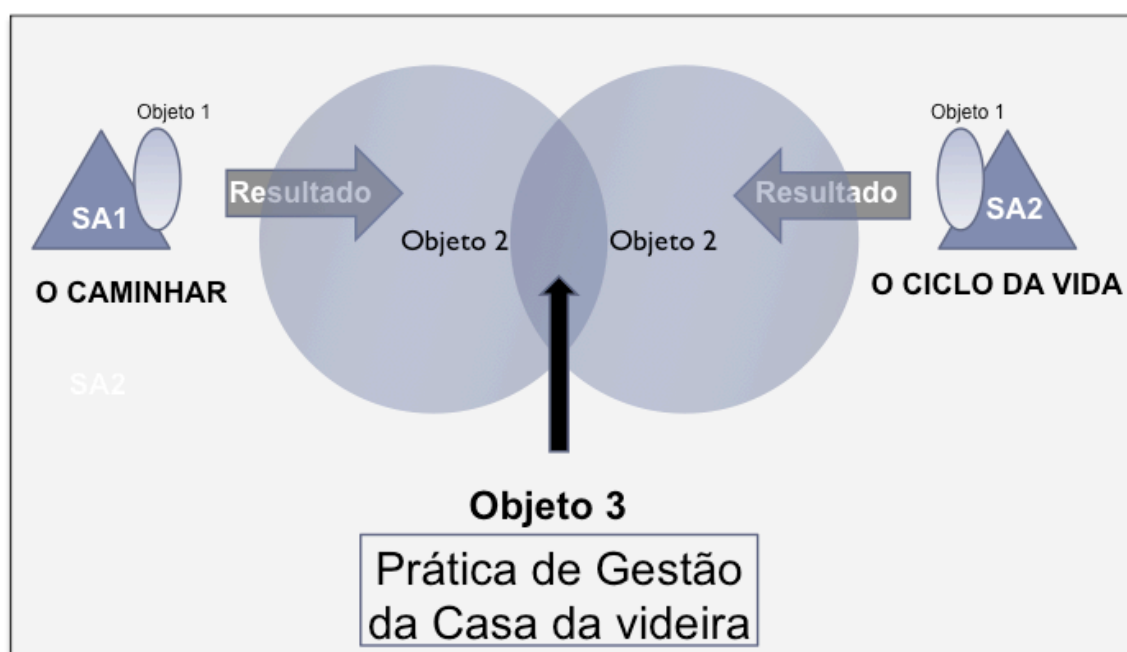 Objeto 1
Objeto 1
SA1
Resultado
Resultado
SA2
Objeto 2
Objeto 2
O CAMINHAR
O CICLO DA VIDA
SA2
Objeto 3
Prática de Gestão
da Casa da videira